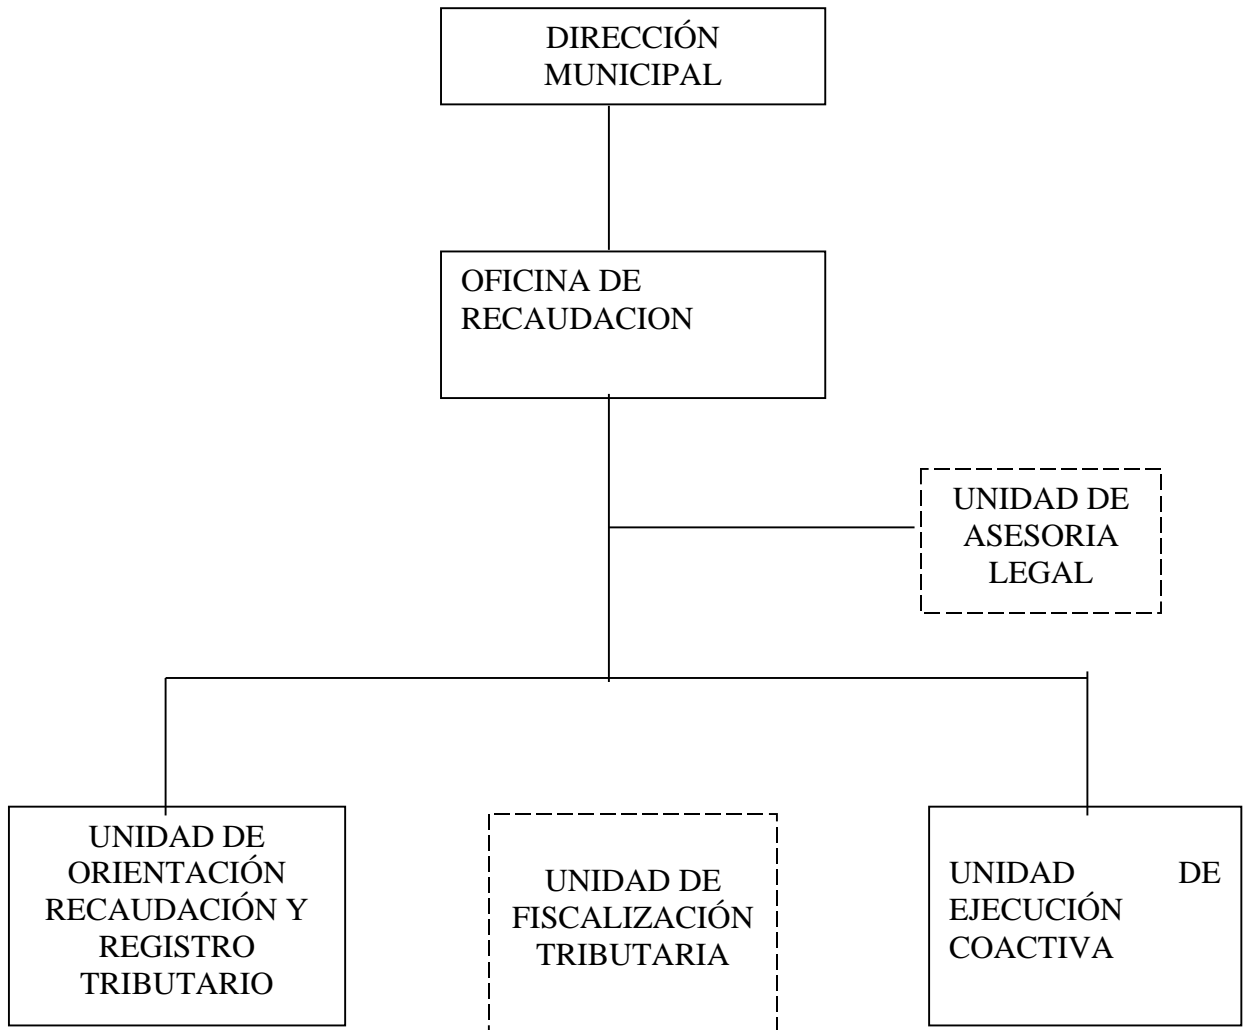 DIRECCIÓN
MUNICIPAL
OFICINA DE
RECAUDACION
UNIDAD DE
ASESORIA
LEGAL
UNIDAD DE
ORIENTACIÓN
RECAUDACIÓN Y
REGISTRO
TRIBUTARIO
UNIDAD DE
FISCALIZACIÓN
TRIBUTARIA
UNIDAD DE
EJECUCIÓN
COACTIVA